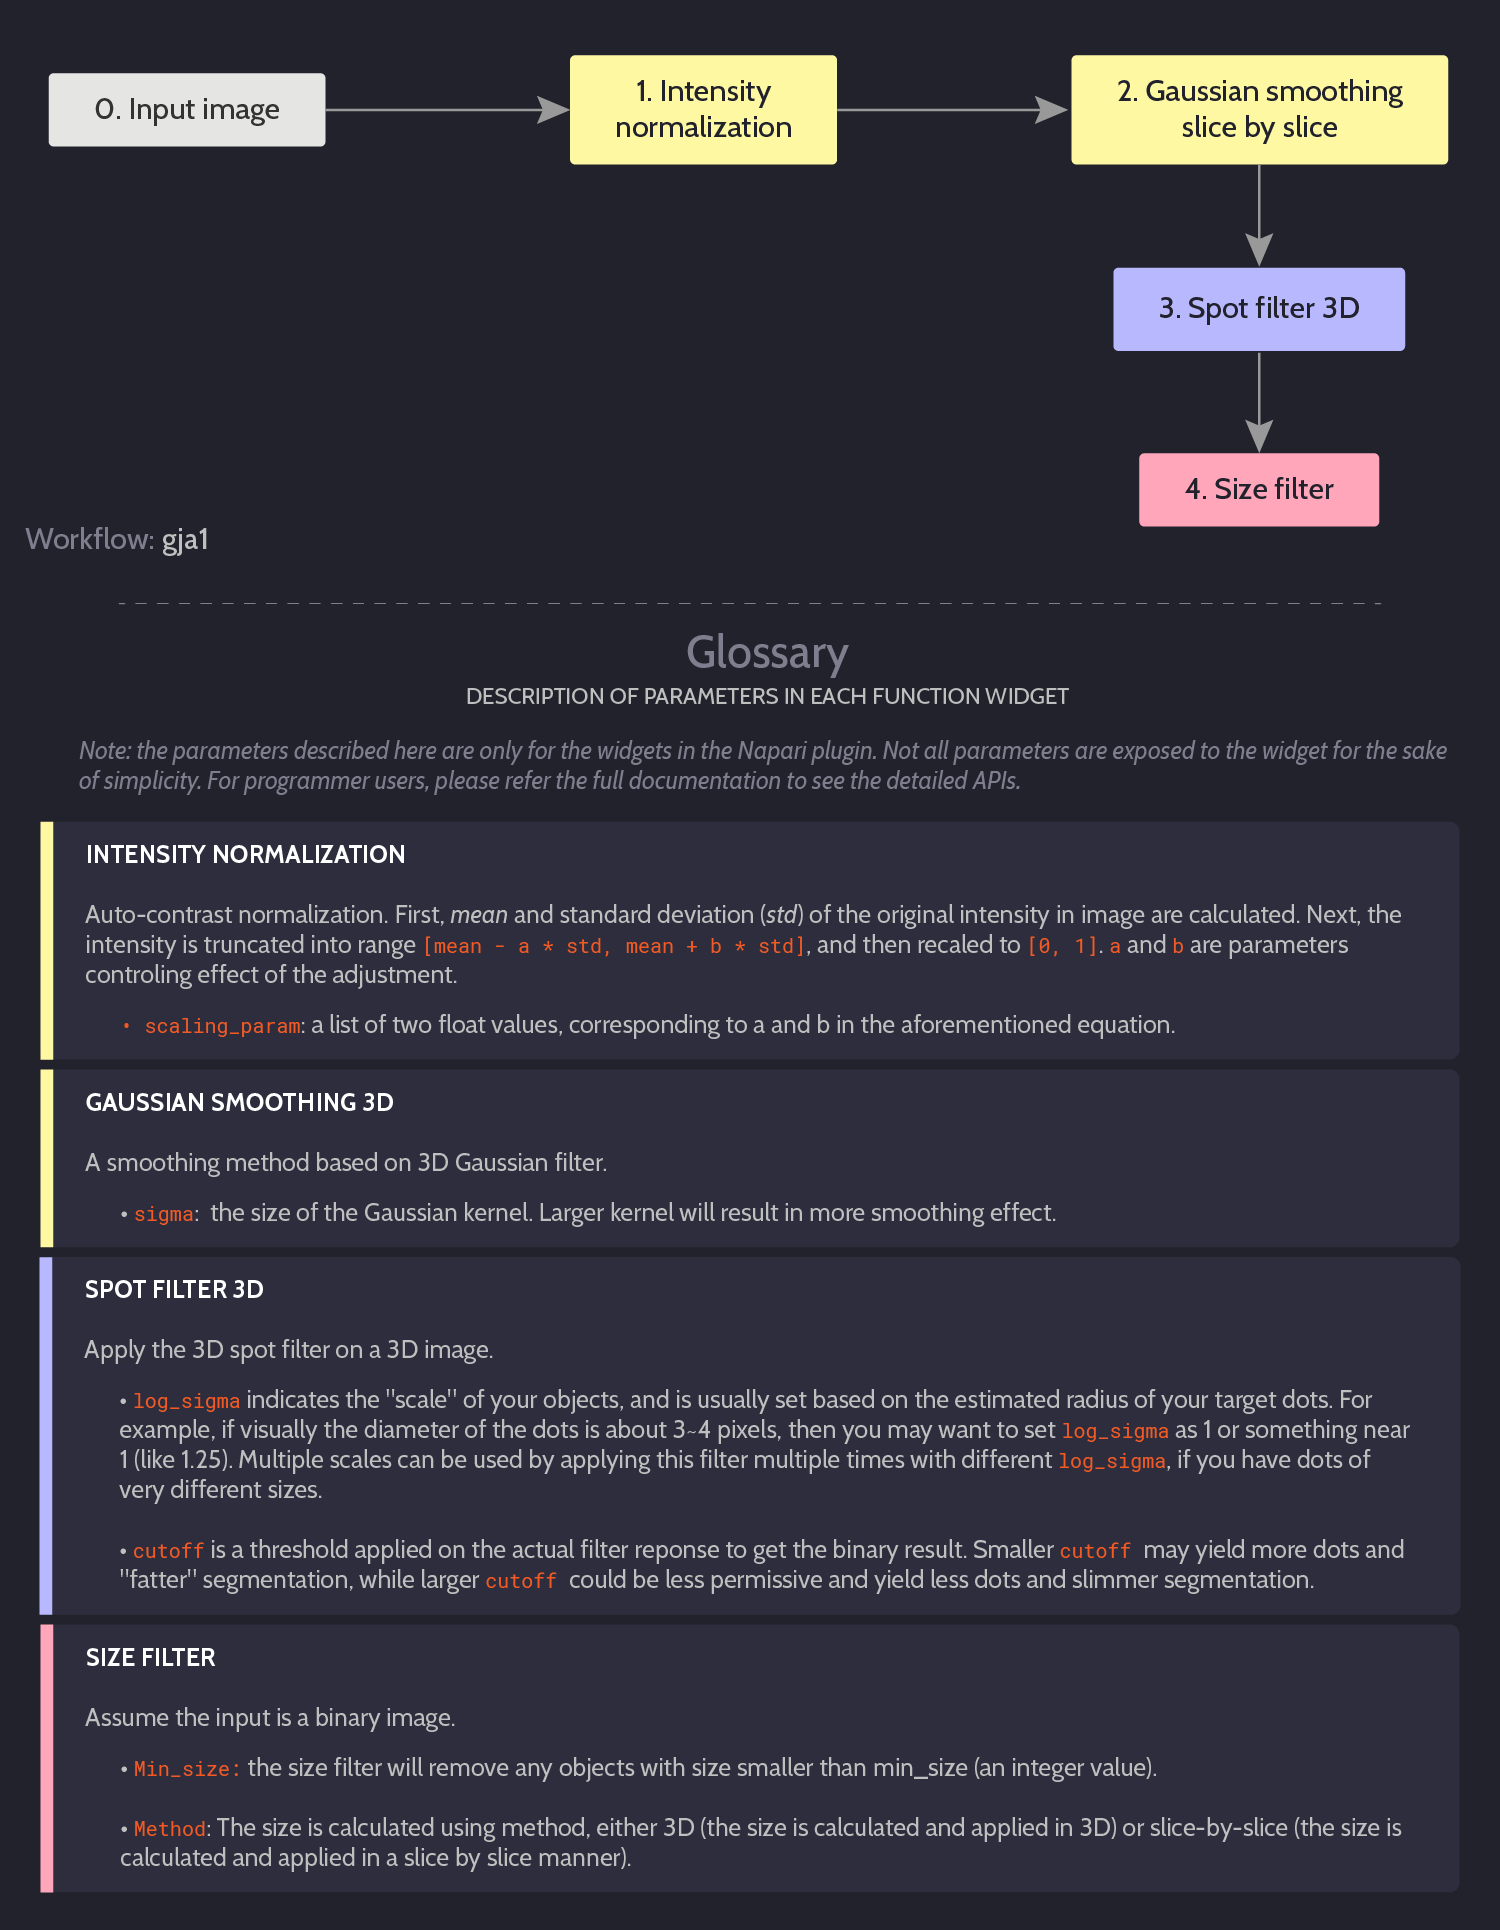 0. Input image
1. Intensity
normalization
2. Gaussian smoothing
slice by slice
3. Spot filter 3D
4. Size filter
Workflow: gja1
Glossary
DESCRIPTION OF PARAMETERS IN EACH FUNCTION WIDGET
Note: the parameters described here are only for the widgets in the Napari plugin. Not all parameters are exposed to the widget for the sake
of simplicity. For programmer users, please refer the full documentation to see the detailed APIs.
INTENSITY NORMALIZATION
Auto-contrast normalization. First, mean and standard deviation (std) of the original intensity in image are calculated. Next, the
intensity is truncated into range [mean - a * std, mean + b * std], and then recaled to [0, 1]. a and b are parameters
controling effect of the adjustment.
• scaling_param: a list of two float values, corresponding to a and b in the aforementioned equation.
GAUSSIAN SMOOTHING 3D
A smoothing method based on 3D Gaussian filter.
• sigma: the size of the Gaussian kernel. Larger kernel will result in more smoothing effect.
SPOT FILTER 3D
Apply the 3D spot filter on a 3D image.
• log_sigma indicates the "scale" of your objects, and is usually set based on the estimated radius of your target dots. For
example, if visually the diameter of the dots is about 3~4 pixels, then you may want to set log_sigma as 1 or something near
1 (like 1.25). Multiple scales can be used by applying this filter multiple times with different log_sigma, if you have dots of
very different sizes.
• cutoff is a threshold applied on the actual filter reponse to get the binary result. Smaller cutoff may yield more dots and
"fatter" segmentation, while larger cutoff could be less permissive and yield less dots and slimmer segmentation.
SIZE FILTER
Assume the input is a binary image.
• Min_size: the size filter will remove any objects with size smaller than min_size (an integer value).
• Method: The size is calculated using method, either 3D (the size is calculated and applied in 3D) or slice-by-slice (the size is
calculated and applied in a slice by slice manner).